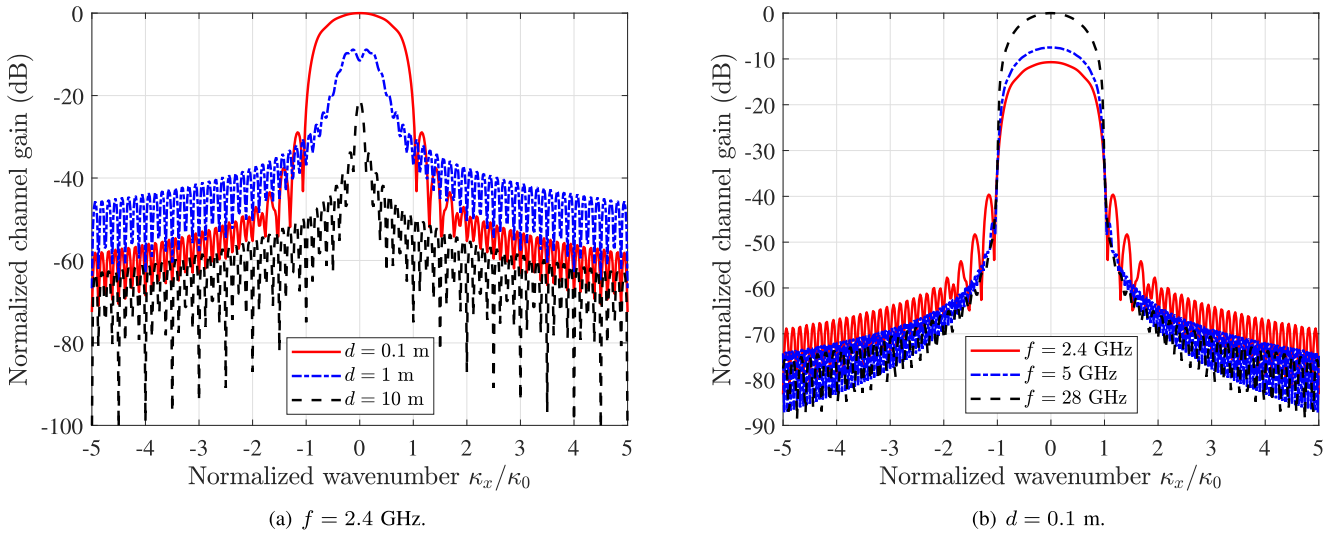 Normalized channel gain (dB)
0
-20
-40
-60
-80
-100
-5 -4 -3 -2 -1 0 1 2 3 4 5
d = 0.1 m
d = 1 m
d = 10 m
Normalized wavenumber κx/κ0
(a) f = 2.4 GHz.
Normalized channel gain (dB)
0
-10
-20
-30
-40
-50
-60
-70
-80
-90
-5 -4 -3 -2 -1 0 1 2 3 4 5
f = 2.4 GHz
f = 5 GHz
f = 28 GHz
Normalized wavenumber κx/κ0
(b) d = 0.1 m.